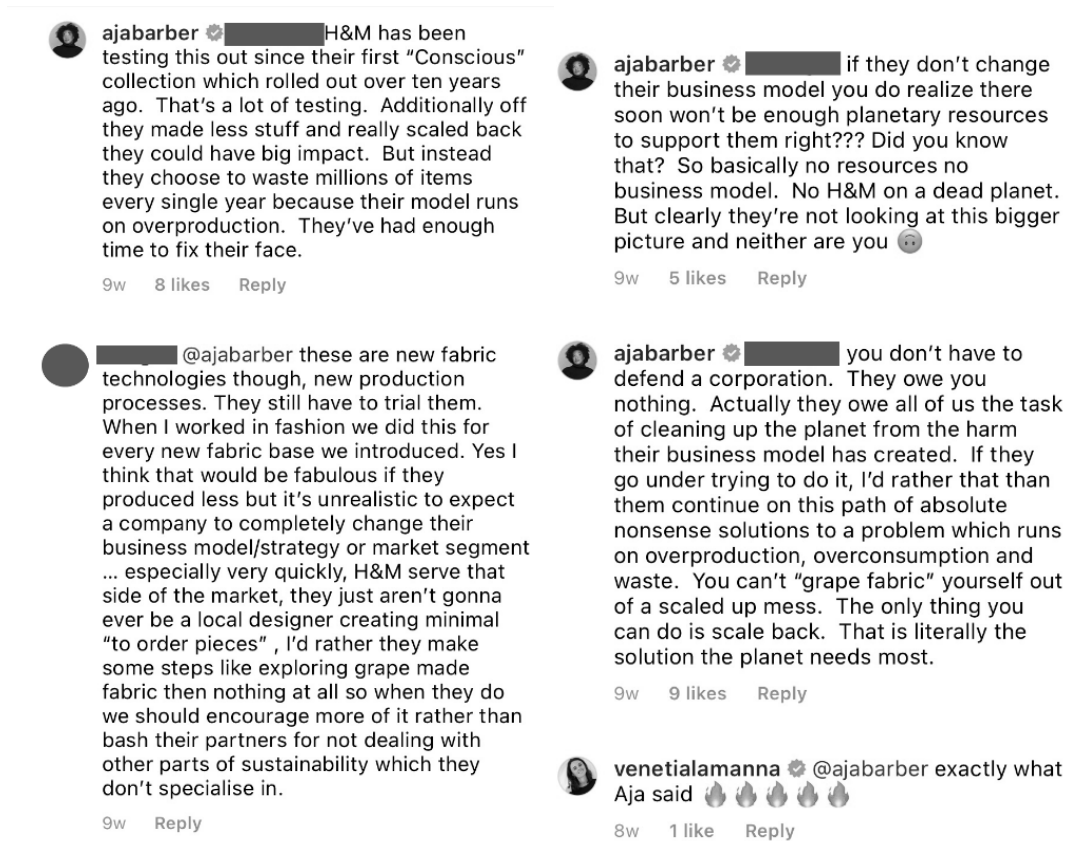 ajabarber H&M has been
testing this out since their first “Conscious”
collection which rolled out over ten years
ago. That’s a lot of testing. Additionally off
they made less stuff and really scaled back
they could have big impact. But instead
they choose to waste millions of items
every single year because their model runs
on overproduction. They’ve had enough
time to fix their face.
9w 8 likes Reply
@ajabarber these are new fabric
technologies though, new production
processes. They still have to trial them.
When I worked in fashion we did this for
every new fabric base we introduced. Yes I
think that would be fabulous if they
produced less but it’s unrealistic to expect
a company to completely change their
business model/strategy or market segment
... especially very quickly, H&M serve that
side of the market, they just aren’t gonna
ever be a local designer creating minimal
“to order pieces” , I’d rather they make
some steps like exploring grape made
fabric then nothing at all so when they do
we should encourage more of it rather than
bash their partners for not dealing with
other parts of sustainability which they
don’t specialise in.
9w Reply
ajabarber if they don’t change
their business model you do realize there
soon won’t be enough planetary resources
to support them right??? Did you know
that? So basically no resources no
business model. No H&M on a dead planet.
But clearly they’re not looking at this bigger
picture and neither are you 🙃
9w 5 likes Reply
ajabarber you don’t have to
defend a corporation. They owe you
nothing. Actually they owe all of us the task
of cleaning up the planet from the harm
their business model has created. If they
go under trying to do it, I’d rather that than
them continue on this path of absolute
nonsense solutions to a problem which runs
on overproduction, overconsumption and
waste. You can’t “grape fabric” yourself out
of a scaled up mess. The only thing you
can do is scale back. That is literally the
solution the planet needs most.
9w 9 likes Reply
venetialamanna @ajabarber exactly what
Aja said 🔥🔥🔥🔥🔥
8w 1 like Reply